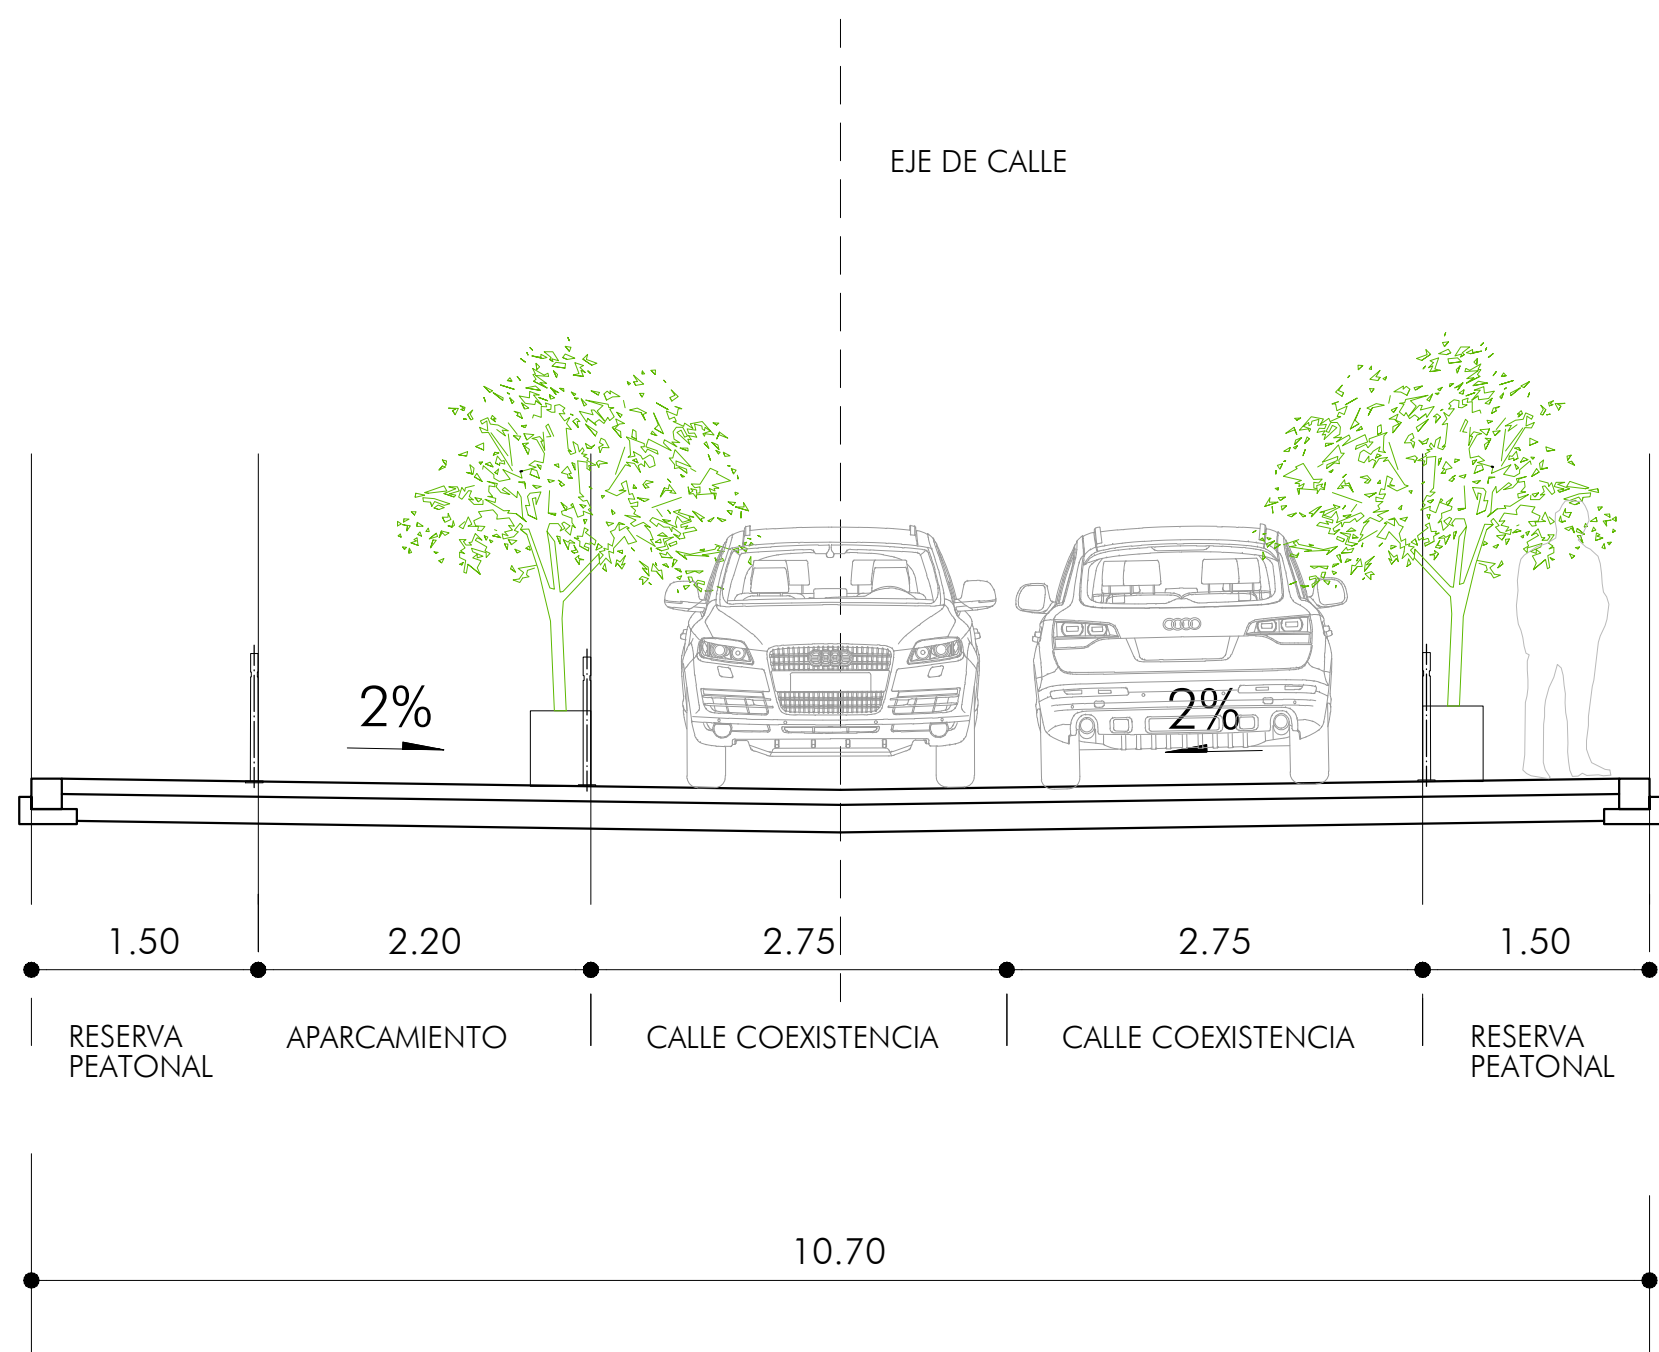 EJE DE CALLE
2%
2%
1.50
2.20
2.75
2.75
1.50
RESERVA
PEATONAL
APARCAMIENTO
CALLE COEXISTENCIA
CALLE COEXISTENCIA
RESERVA
PEATONAL
10.70